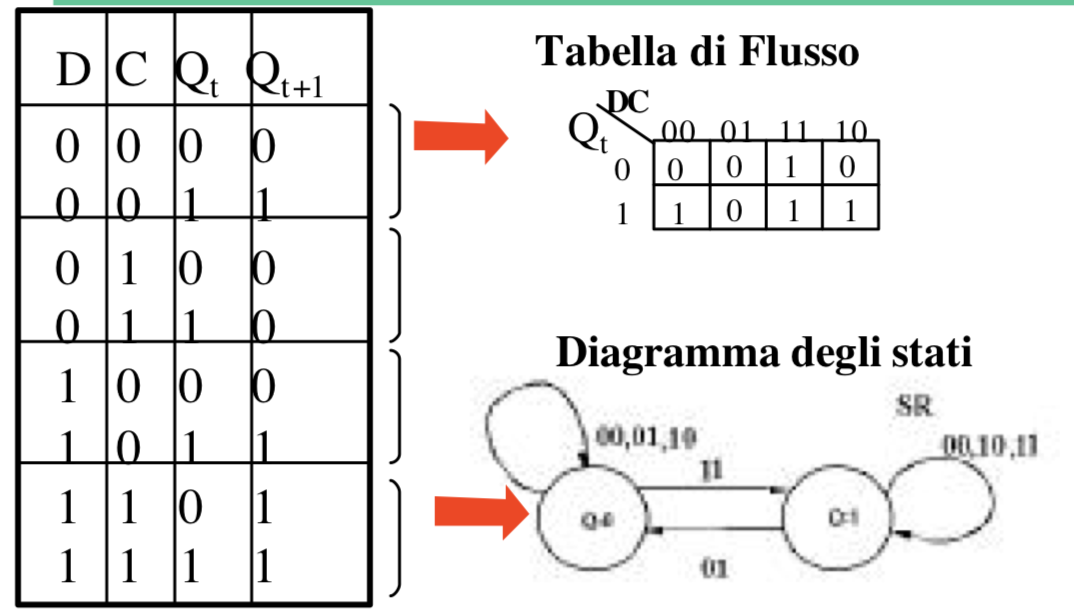 D C Qt Qt+1
0 0 0 0
0 0 1 1
0 1 0 0
0 1 1 0
1 0 0 0
1 0 1 1
1 1 0 1
1 1 1 1
Tabella di Flusso
DC
Qt 00 01 11 10
0 0 0 1 0
1 1 0 1 1
Diagramma degli stati
SR
00,01,10
00,10,11
11
Q:0
Q:1
01